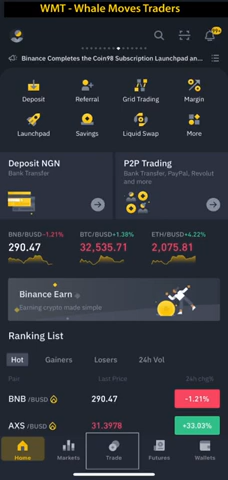 WMT - Whale Moves Traders
99+
Binance Completes the Coin98 Subscription Launchpad an...
Deposit
Referral
Grid Trading
Margin
Launchpad
Savings
Liquid Swap
More
Deposit NGN
Bank Transfer
P2P Trading
Bank Transfer, PayPal, Revolut
and more
BNB/BUSD -1.21%
BTC/BUSD +1.38%
ETH/BUSD +4.22%
290.47
32,535.71
2,075.81
Binance Earn
Earning crypto made simple
Ranking List
Hot
Gainers
Losers
24h Vol
Pair
Last Price
24h chg%
BNB /BUSD
290.47
-1.21%
AXS /BUSD
31.3978
+33.03%
Home
Markets
Trade
Futures
Wallets